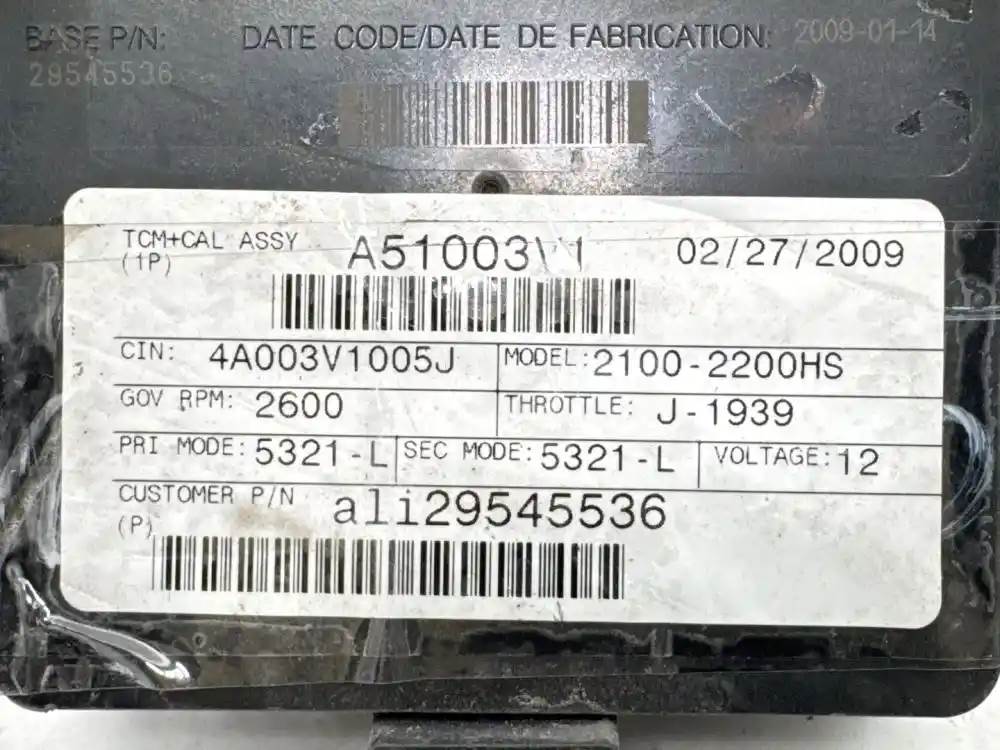 BASE P/N: DATE CODE/DATE DE FABRICATION: 2009-01-14
29545536
TCM+CAL ASSY A51003V1 02/27/2009
(1P)
CIN: 4A003V1005J MODEL: 2100-2200HS
GOV RPM: 2600 THROTTLE: J-1939
PRI MODE: 5321-L SEC MODE: 5321-L VOLTAGE: 12
CUSTOMER P/N ali29545536
(P)